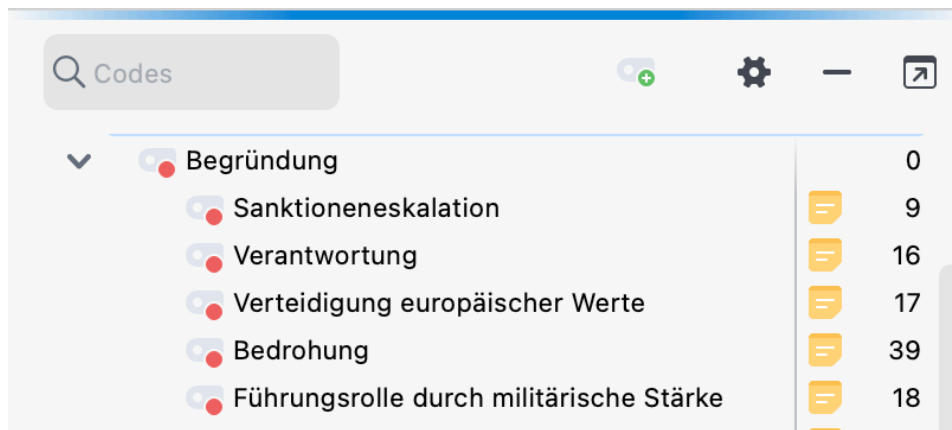 Codes
Begründung 0
Sanktioneneskalation 9
Verantwortung 16
Verteidigung europäischer Werte 17
Bedrohung 39
Führungsrolle durch militärische Stärke 18